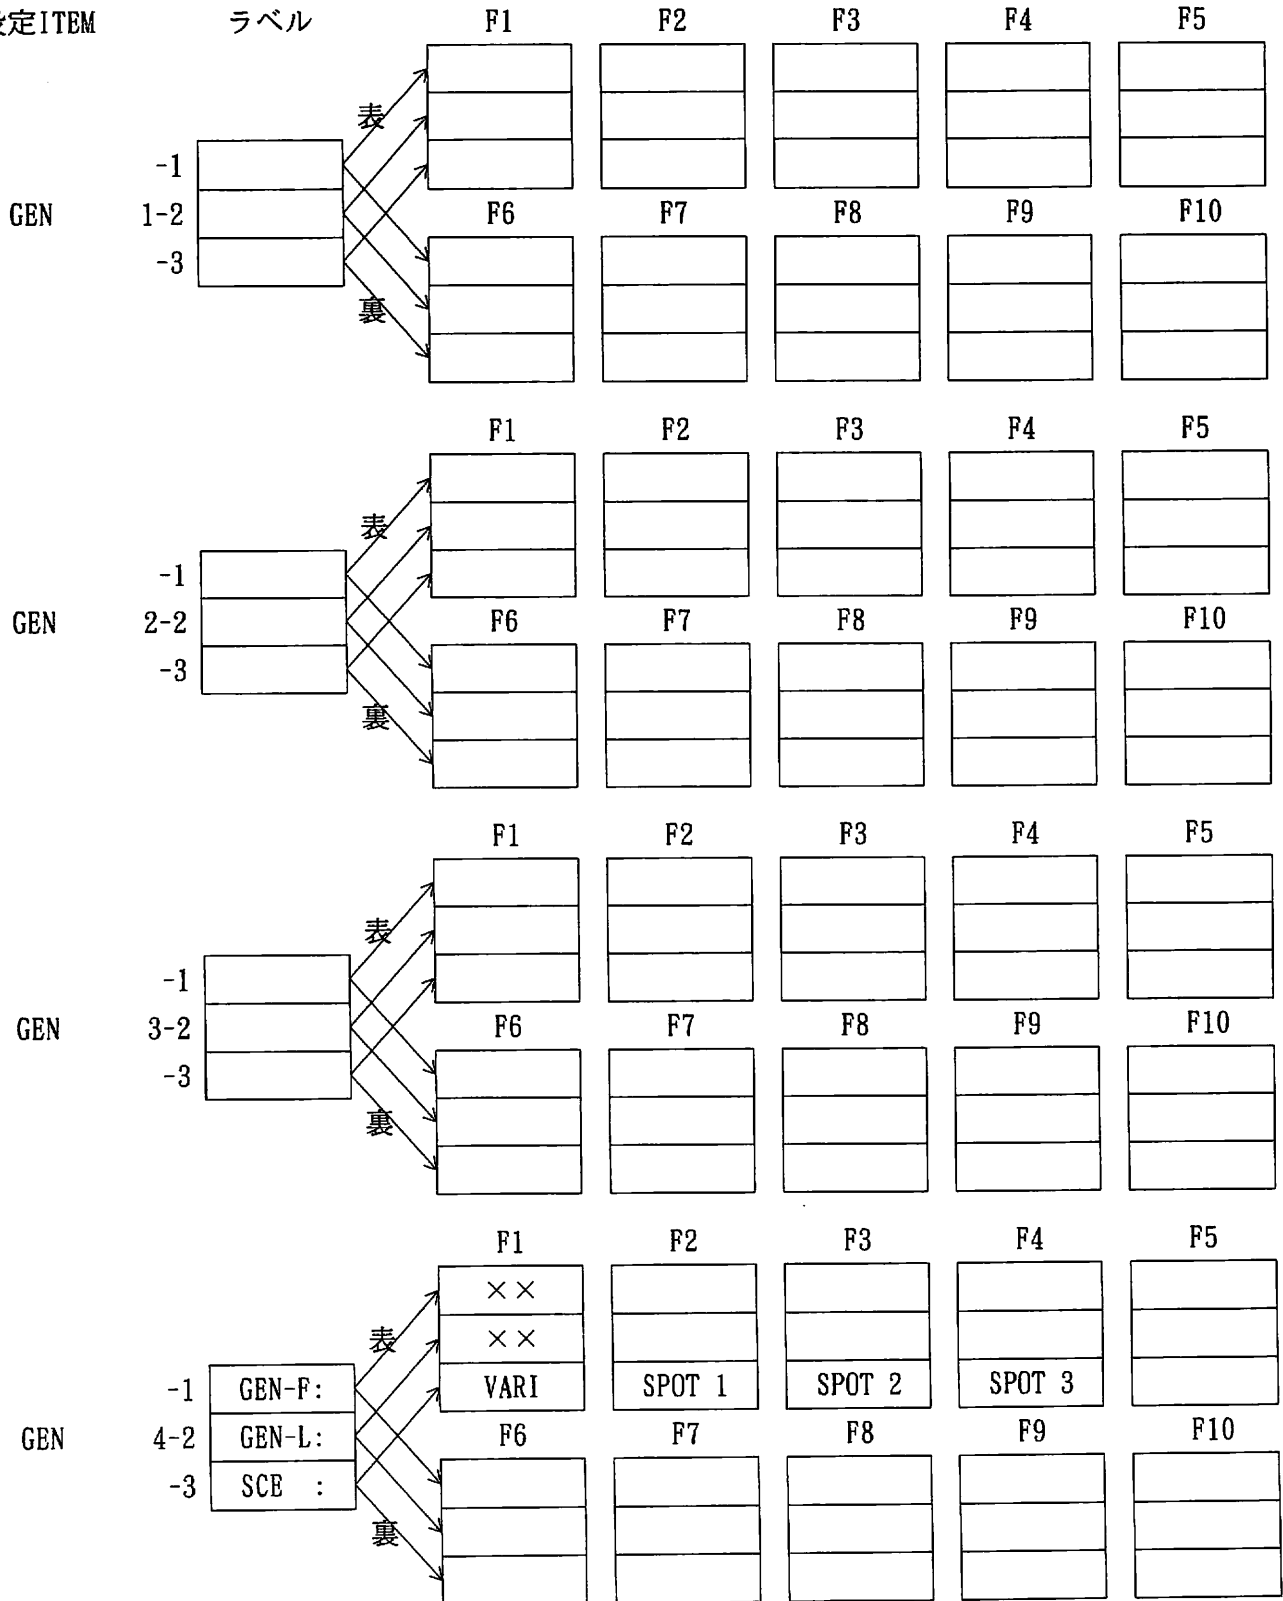 定ITEM ラベル F1 F2 F3 F4 F5
表
-1
GEN 1-2 F6 F7 F8 F9 F10
-3
裏
F1 F2 F3 F4 F5
表
-1
GEN 2-2 F6 F7 F8 F9 F10
-3
裏
F1 F2 F3 F4 F5
表
-1
GEN 3-2 F6 F7 F8 F9 F10
-3
裏
F1 F2 F3 F4 F5
××
表 ××
-1 GEN-F: VARI SPOT 1 SPOT 2 SPOT 3
GEN 4-2 GEN-L: F6 F7 F8 F9 F10
-3 SCE :
裏